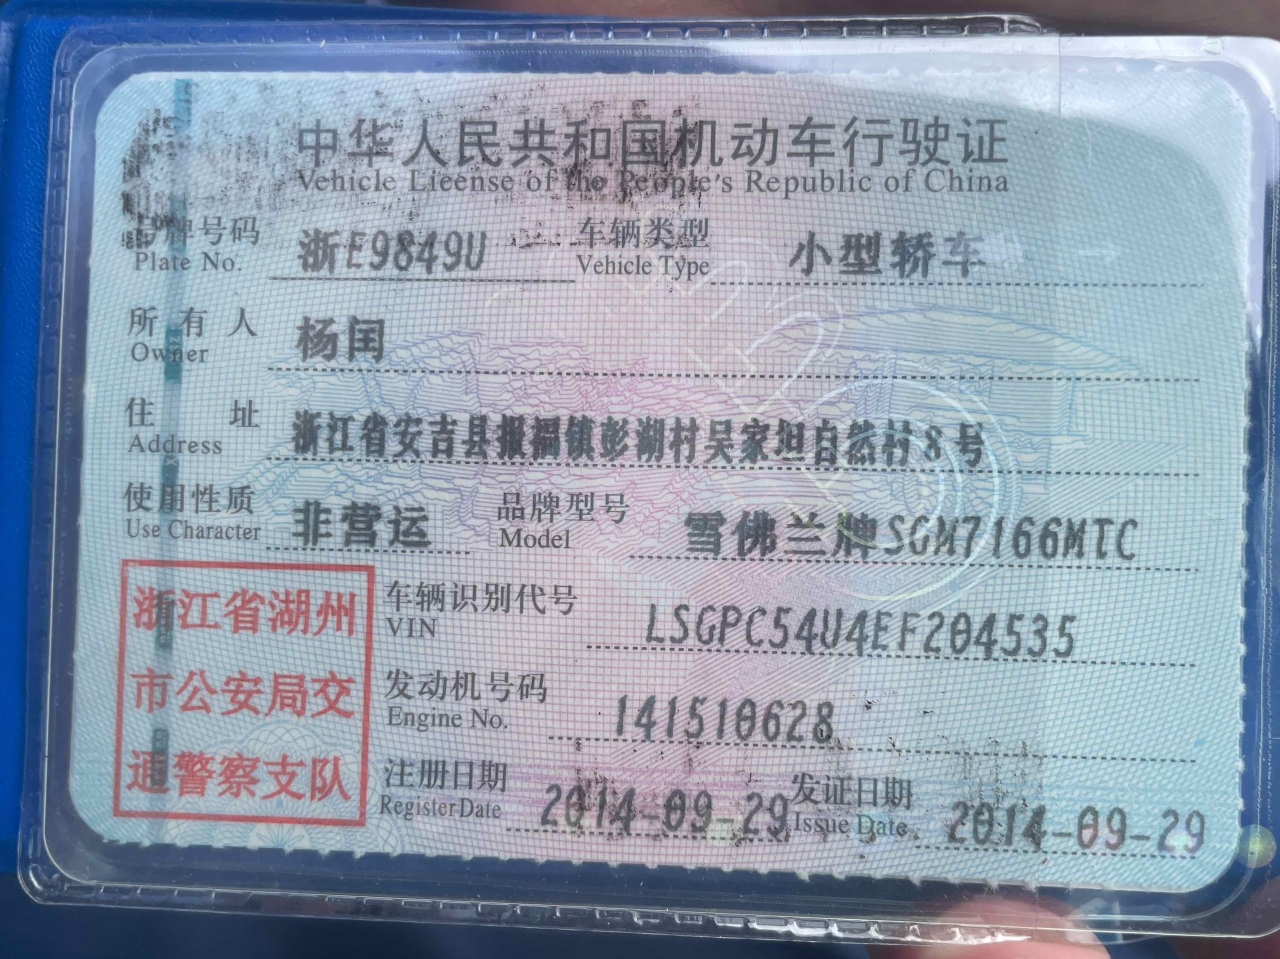 中华人民共和国机动车行驶证
Vehicle License of the People's Republic of China
号牌号码 浙E9849U 车辆类型 小型轿车
Plate No. Vehicle Type
所有人 杨闰
Owner
住址 浙江省安吉县报福镇彭湖村吴家坦自然村8号
Address
使用性质 非营运 品牌型号 雪佛兰牌SGM7166MTC
Use Character Model
浙江省湖州
市公安局交
通警察支队
车辆识别代号 LSGPC54U4EF204535
VIN
发动机号码 141510628
Engine No.
注册日期 2014-09-29 发证日期 2014-09-29
Register Date Issue Date